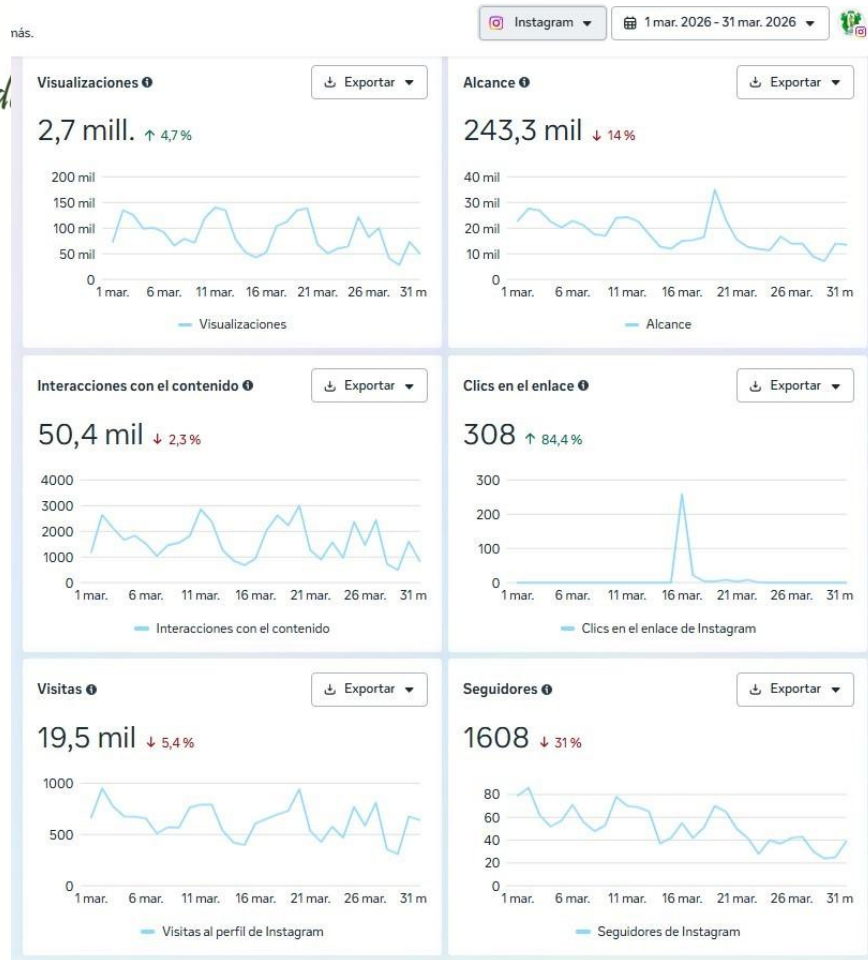 más.
Instagram
1 mar. 2026 - 31 mar. 2026
Visualizaciones
Exportar
2,7 mill. ↑ 4,7 %
200 mil
150 mil
100 mil
50 mil
0
1 mar. 6 mar. 11 mar. 16 mar. 21 mar. 26 mar. 31 m
Visualizaciones
Alcance
Exportar
243,3 mil ↓ 14 %
40 mil
30 mil
20 mil
10 mil
0
1 mar. 6 mar. 11 mar. 16 mar. 21 mar. 26 mar. 31 m
Alcance
Interacciones con el contenido
Exportar
50,4 mil ↓ 2,3 %
4000
3000
2000
1000
0
1 mar. 6 mar. 11 mar. 16 mar. 21 mar. 26 mar. 31 m
Interacciones con el contenido
Clics en el enlace
Exportar
308 ↑ 84,4 %
300
200
100
0
1 mar. 6 mar. 11 mar. 16 mar. 21 mar. 26 mar. 31 m
Clics en el enlace de Instagram
Visitas
Exportar
19,5 mil ↓ 5,4 %
1000
500
0
1 mar. 6 mar. 11 mar. 16 mar. 21 mar. 26 mar. 31 m
Visitas al perfil de Instagram
Seguidores
Exportar
1608 ↓ 31 %
80
60
40
20
0
1 mar. 6 mar. 11 mar. 16 mar. 21 mar. 26 mar. 31 m
Seguidores de Instagram